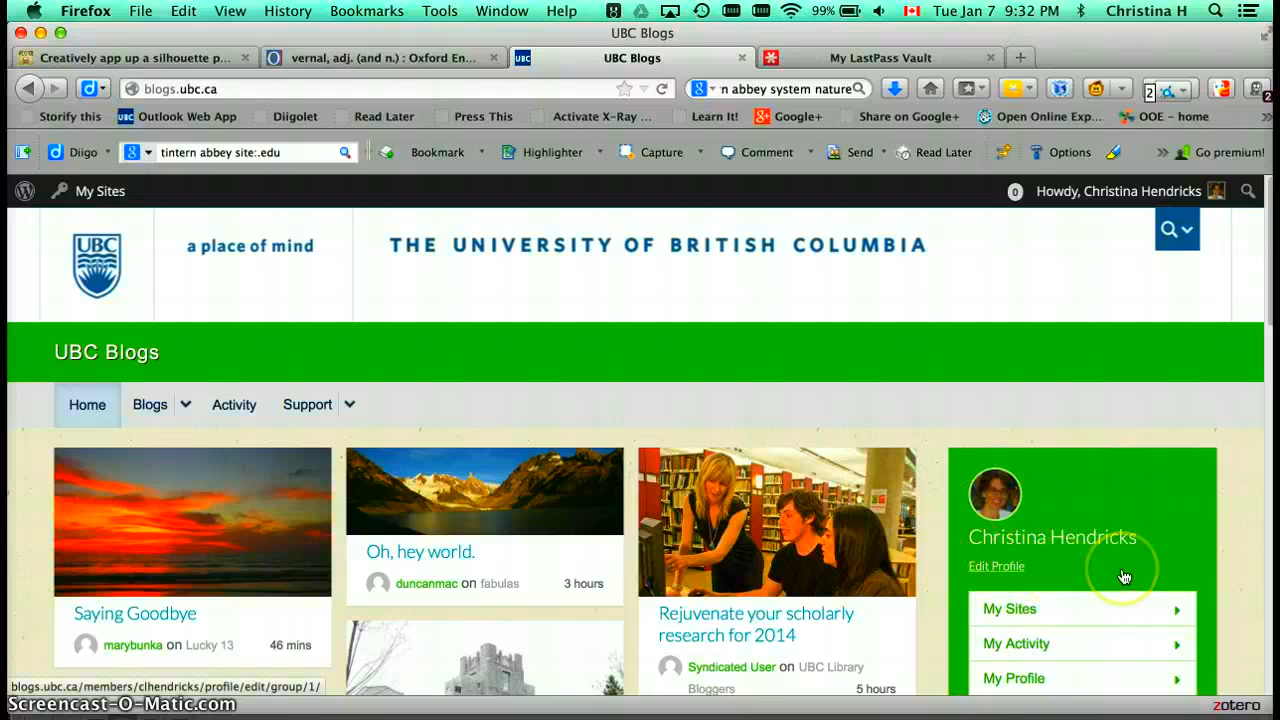 Firefox File Edit View History Bookmarks Tools Window Help 99% Tue Jan 7 9:32 PM Christina H
UBC Blogs
Creatively app up a silhouette p... vernal, adj. (and n.) : Oxford En... UBC UBC Blogs My LastPass Vault
blogs.ubc.ca n abbey system nature 2 2
Storify this UBC Outlook Web App Diigolet Read Later Press This Activate X-Ray ... Learn It! Google+ Share on Google+ Open Online Exp... OOE - home
Diigo tintern abbey site:.edu Bookmark Highlighter Capture Comment Send Read Later Options Go premium!
My Sites 0 Howdy, Christina Hendricks
UBC a place of mind THE UNIVERSITY OF BRITISH COLUMBIA
UBC Blogs
Home Blogs Activity Support
Christina Hendricks
Edit Profile
My Sites
My Activity
My Profile
Oh, hey world.
duncanmac on fabulas 3 hours
Saying Goodbye
marybunka on Lucky 13 46 mins
Rejuvenate your scholarly
research for 2014
Syndicated User on UBC Library
Bloggers 5 hours
blogs.ubc.ca/members/clhendricks/profile/edit/group/1/
Screencast-O-Matic.com zotero